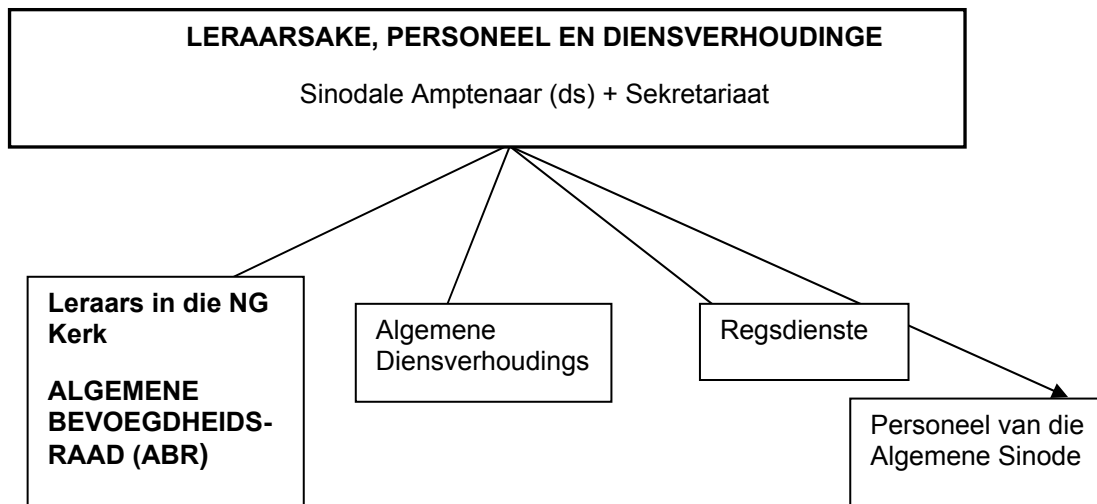 LERAARSAKE, PERSONEEL EN DIENSVERHOUDINGE
Sinodale Amptenaar (ds) + Sekretariaat
Leraars in die NG
Kerk
ALGEMENE
BEVOEGDHEIDS-
RAAD (ABR)
Algemene
Diensverhoudings
Regsdienste
Personeel van die
Algemene Sinode